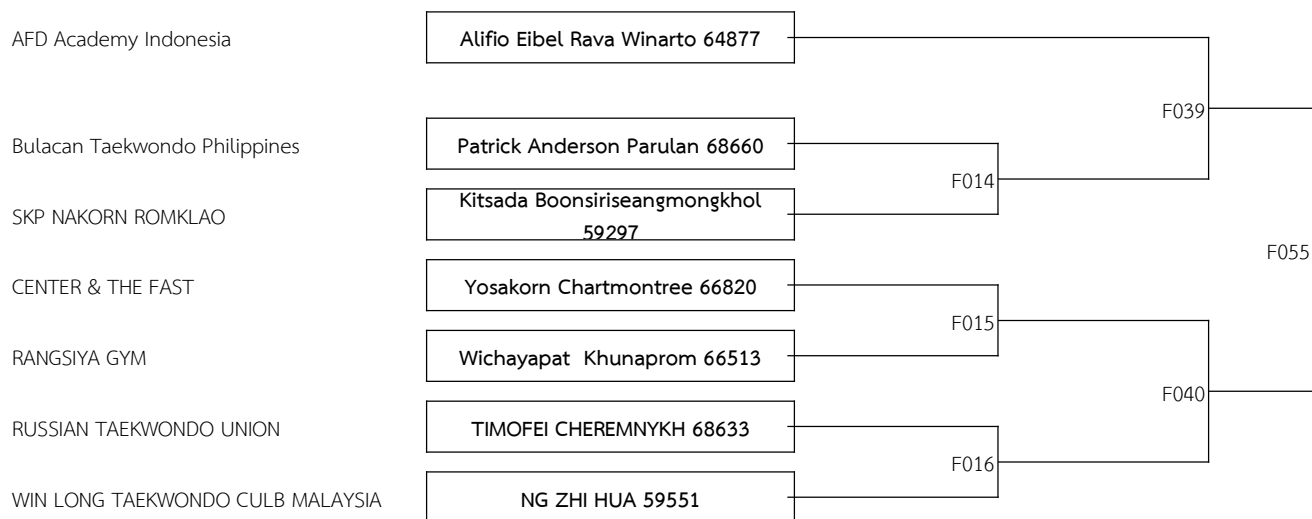 AFD Academy Indonesia
Alifio Eibel Rava Winarto 64877
F039
Bulacan Taekwondo Philippines
Patrick Anderson Parulan 68660
F014
SKP NAKORN ROMKLAO
Kitsada Boonsiriseangmongkhol
59297
F055
CENTER & THE FAST
Yosakorn Chartmontree 66820
F015
RANGSIYA GYM
Wichayapat  Khunaprom 66513
F040
RUSSIAN TAEKWONDO UNION
TIMOFEI CHEREMNYKH 68633
F016
WIN LONG TAEKWONDO CULB MALAYSIA
NG ZHI HUA 59551